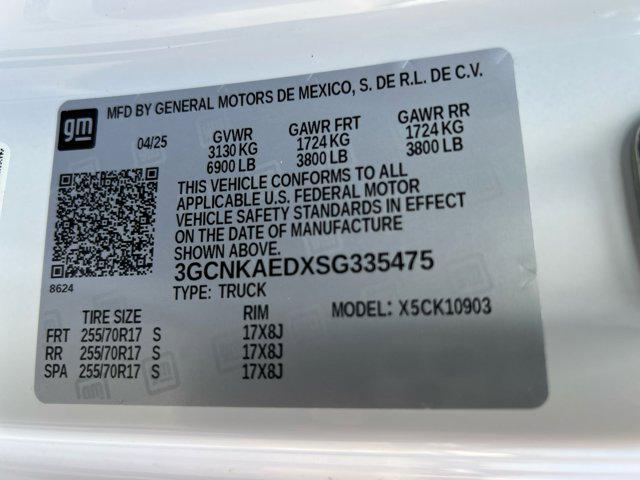 MFD BY GENERAL MOTORS DE MEXICO, S. DE R.L. DE C.V.
gm
04/25 GVWR GAWR FRT GAWR RR
3130 KG 1724 KG 1724 KG
6900 LB 3800 LB 3800 LB
THIS VEHICLE CONFORMS TO ALL
APPLICABLE U.S. FEDERAL MOTOR
VEHICLE SAFETY STANDARDS IN EFFECT
ON THE DATE OF MANUFACTURE
SHOWN ABOVE.
3GCNKAEDXSG335475
8624
TYPE: TRUCK
TIRE SIZE RIM MODEL: X5CK10903
FRT 255/70R17 S 17X8J
RR 255/70R17 S 17X8J
SPA 255/70R17 S 17X8J